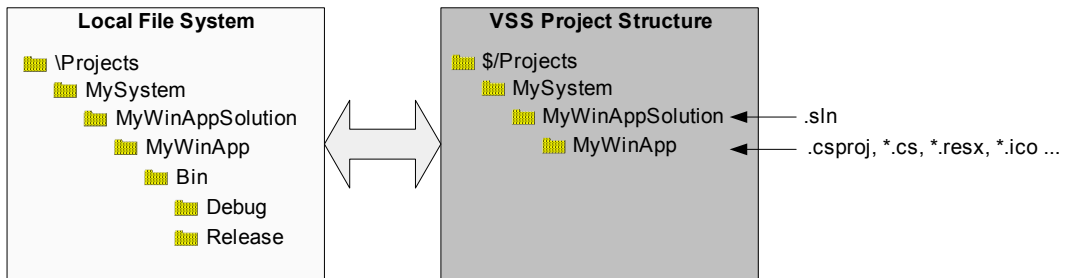 Local File System
\Projects
MySystem
MyWinAppSolution
MyWinApp
Bin
Debug
Release
VSS Project Structure
$/Projects
MySystem
MyWinAppSolution
MyWinApp
.sln
.csproj, *.cs, *.resx, *.ico ...